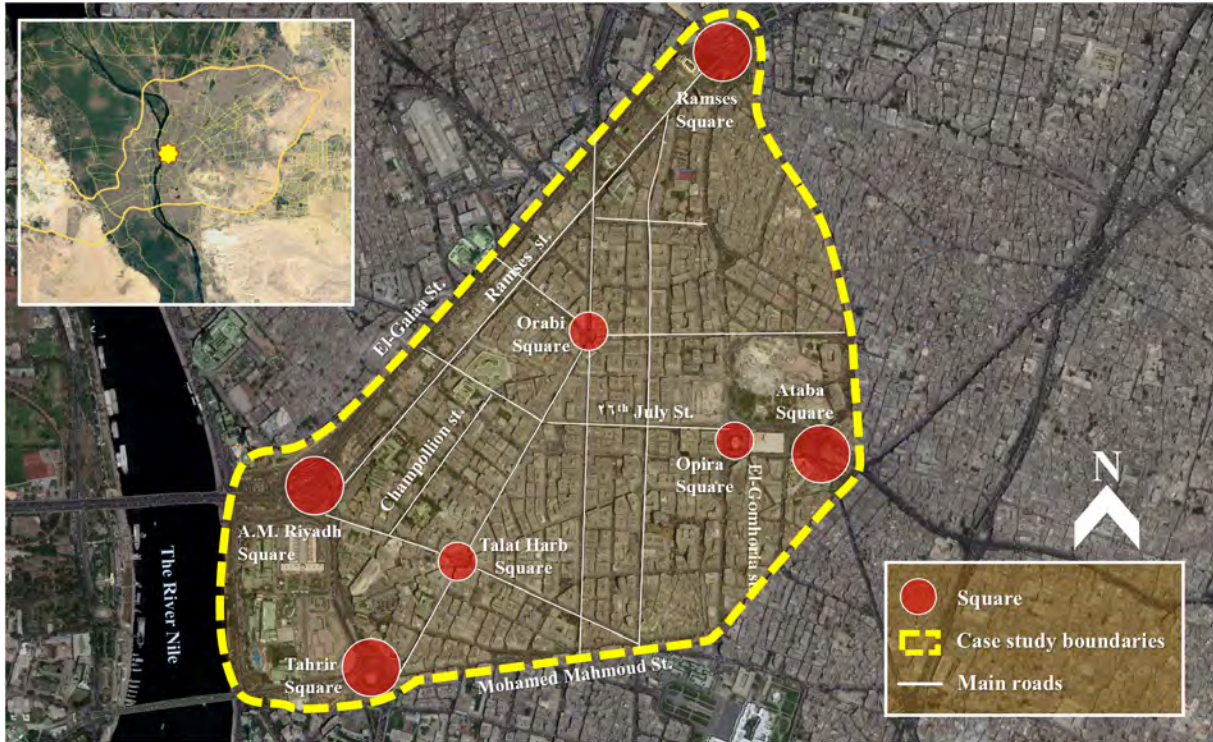 Ramses
Square
El-Galaa St.
Ramses st.
Orabi
Square
Ataba
Square
٢٦th July St.
Champollion st.
Opira
Square
El-Gomhoria st.
A.M. Riyadh
Square
Talat Harb
Square
The River Nile
Tahrir
Square
Mohamed Mahmoud St.
N
Square
Case study boundaries
Main roads